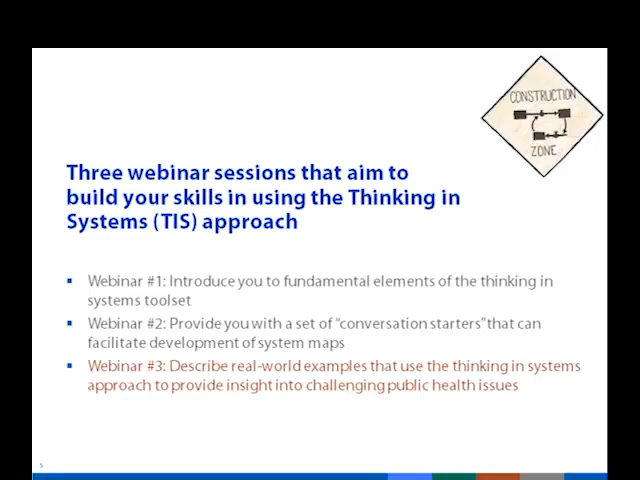 CONSTRUCTION
ZONE
Three webinar sessions that aim to
build your skills in using the Thinking in
Systems (TIS) approach
▪ Webinar #1: Introduce you to fundamental elements of the thinking in
systems toolset
▪ Webinar #2: Provide you with a set of “conversation starters” that can
facilitate development of system maps
▪ Webinar #3: Describe real-world examples that use the thinking in systems
approach to provide insight into challenging public health issues
5